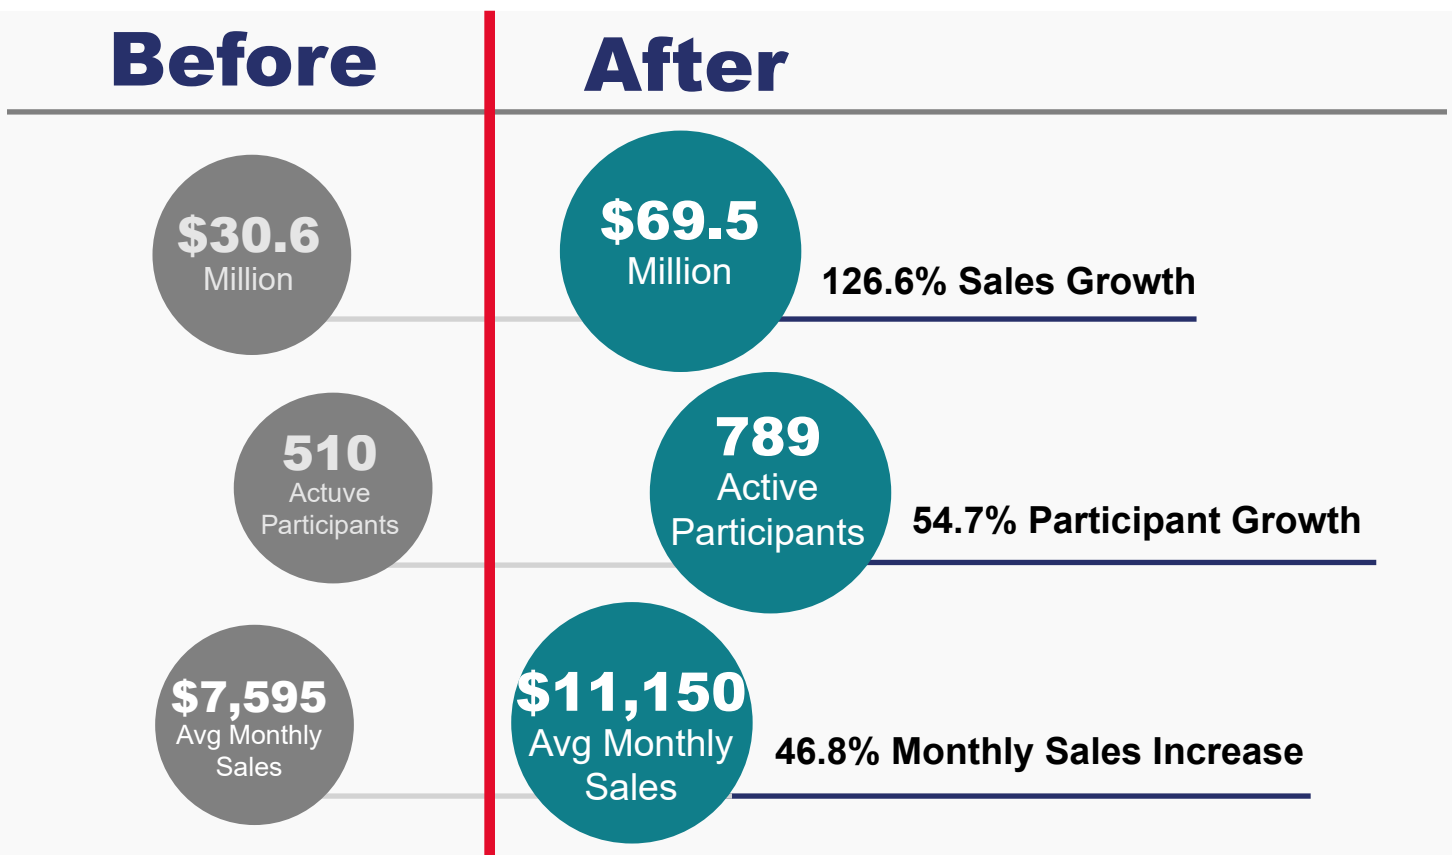 Before
After
$30.6
Million
$69.5
Million
126.6% Sales Growth
510
Actuve
Participants
789
Active
Participants
54.7% Participant Growth
$7,595
Avg Monthly
Sales
$11,150
Avg Monthly
Sales
46.8% Monthly Sales Increase